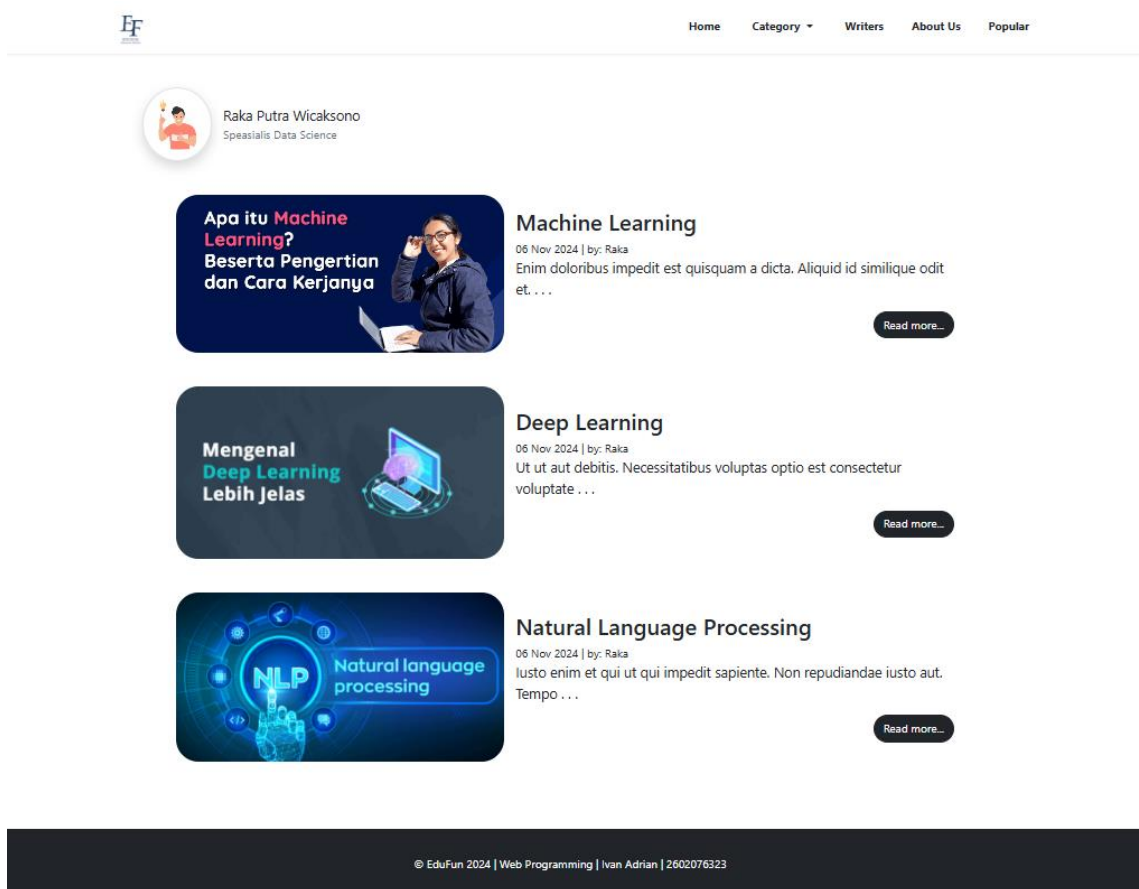 EF
Home Category Writers About Us Popular
Raka Putra Wicaksono
Speasialis Data Science
Apa itu Machine
Learning?
Beserta Pengertian
dan Cara Kerjanya
Machine Learning
06 Nov 2024 | by: Raka
Enim doloribus impedit est quisquam a dicta. Aliquid id similique odit
et. . . .
Read more...
Mengenal
Deep Learning
Lebih Jelas
Deep Learning
06 Nov 2024 | by: Raka
Ut ut aut debitis. Necessitatibus voluptas optio est consectetur
voluptate . . .
Read more...
NLP
Natural language
processing
</>
Natural Language Processing
06 Nov 2024 | by: Raka
Iusto enim et qui ut qui impedit sapiente. Non repudiandae iusto aut.
Tempo . . .
Read more...
© EduFun 2024 | Web Programming | Ivan Adrian | 2602076323